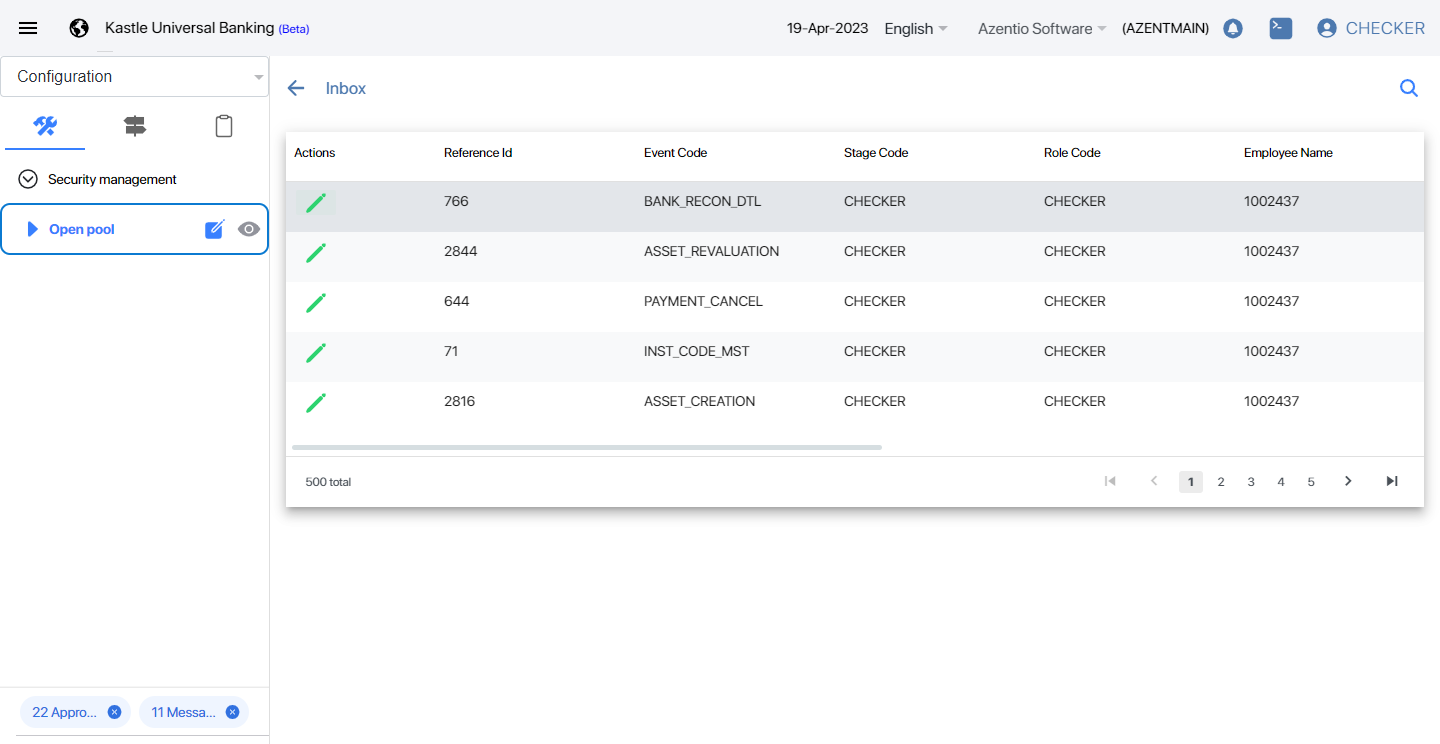 Kastle Universal Banking (Beta) 19-Apr-2023 English Azentio Software (AZENTMAIN) CHECKER
Configuration
Inbox
Security management
Open pool
Actions Reference Id Event Code Stage Code Role Code Employee Name
766 BANK_RECON_DTL CHECKER CHECKER 1002437
2844 ASSET_REVALUATION CHECKER CHECKER 1002437
644 PAYMENT_CANCEL CHECKER CHECKER 1002437
71 INST_CODE_MST CHECKER CHECKER 1002437
2816 ASSET_CREATION CHECKER CHECKER 1002437
500 total 1 2 3 4 5
22 Appro... 11 Messa...